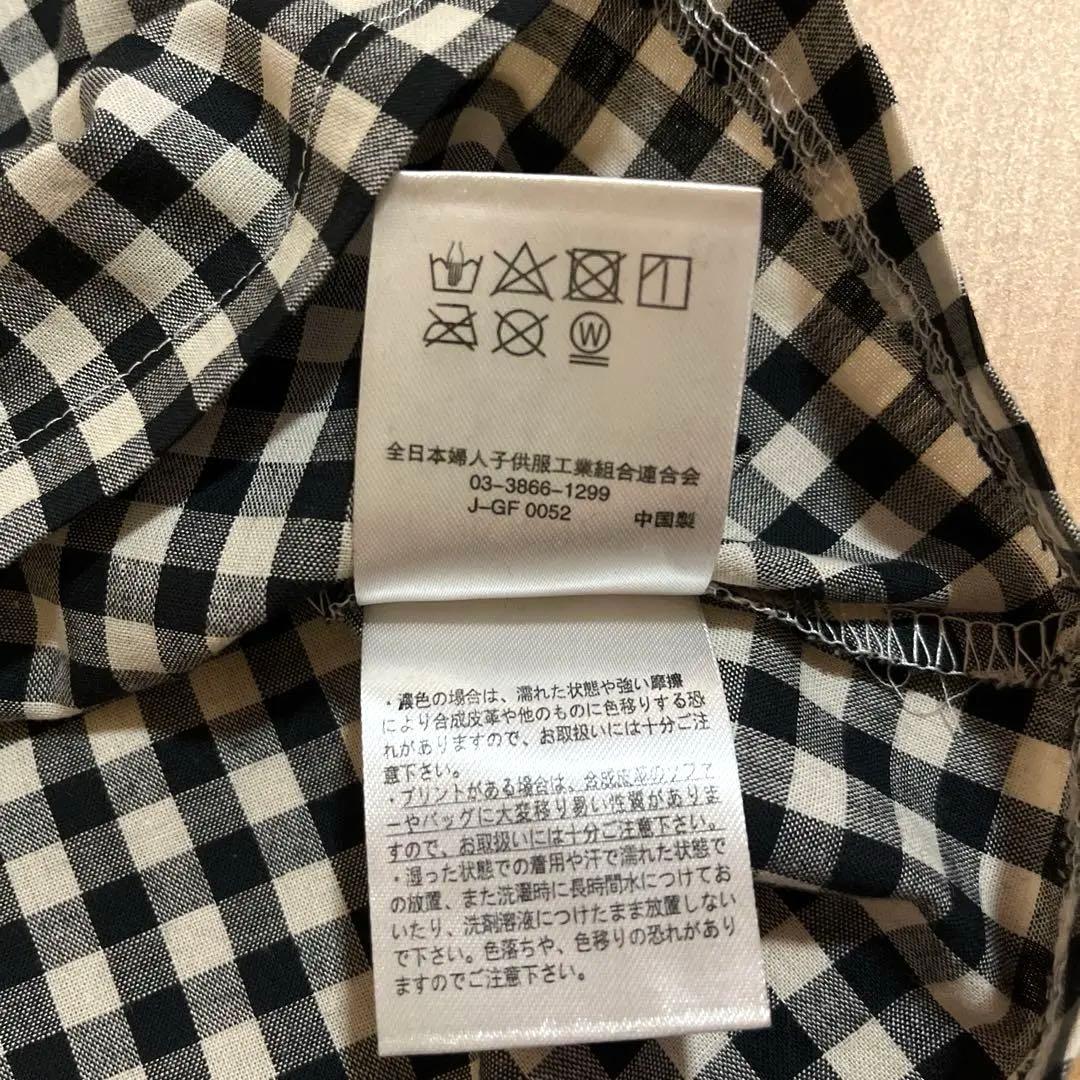 W
全日本婦人子供服工業組合連合会
03-3866-1299
J-GF 0052 中国製
・濃色の場合は、濡れた状態や強い摩擦
により合成皮革や他のものに色移りする恐
れがありますので、お取扱いには十分ご注
意下さい。
・プリントがある場合は、合成皮革のソファ
ーやバッグに大変移り易い性質がありま
すので、お取扱いには十分ご注意下さい。
・湿った状態での着用や汗で濡れた状態で
の放置、また洗濯時に長時間水につけてお
いたり、洗剤溶液につけたまま放置しない
で下さい。色落ちや、色移りの恐れがあり
ますのでご注意下さい。